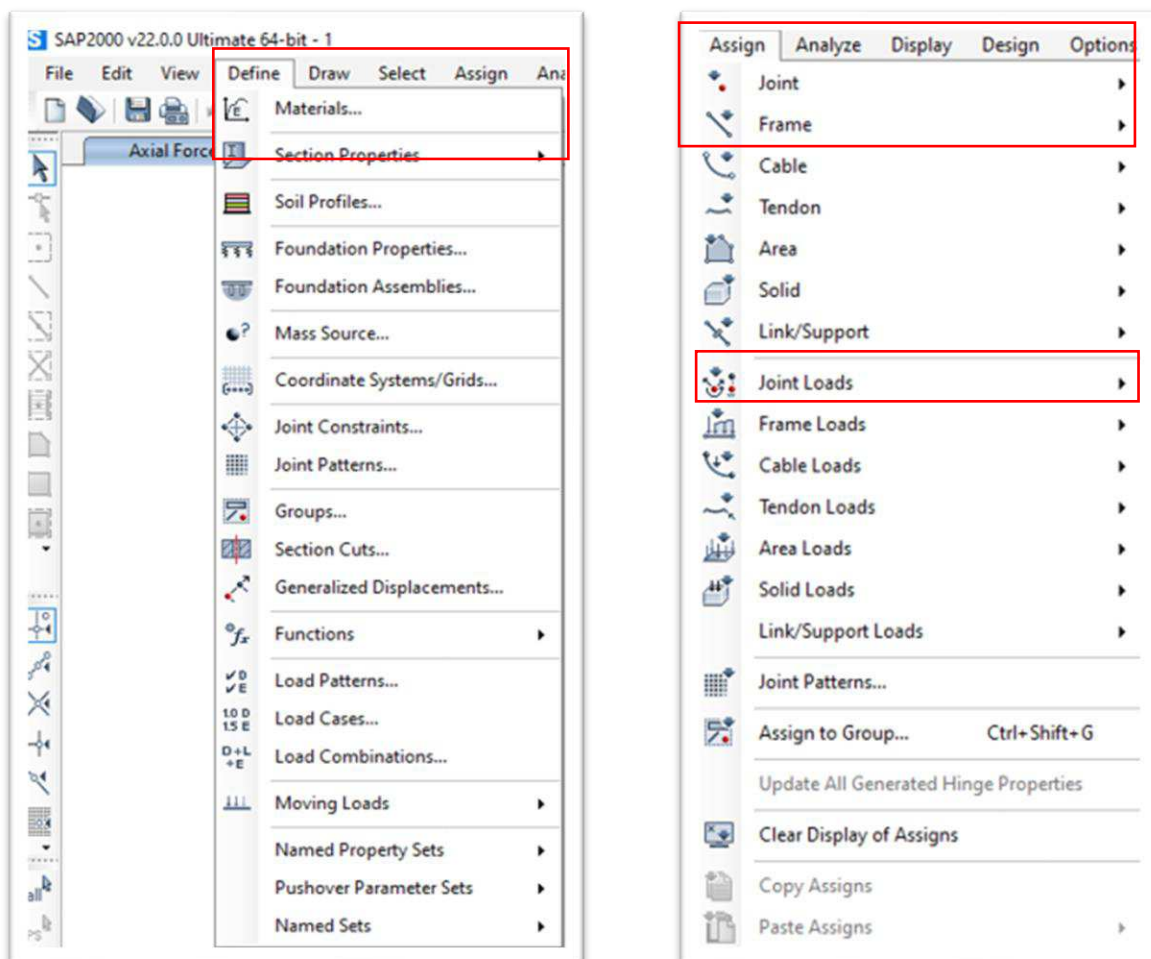 SAP2000 v22.0.0 Ultimate 64-bit - 1
File Edit View Define Draw Select Assign Ana
Materials...
Axial Force
Section Properties
Soil Profiles...
Foundation Properties...
Foundation Assemblies...
Mass Source...
Coordinate Systems/Grids...
Joint Constraints...
Joint Patterns...
Groups...
Section Cuts...
Generalized Displacements...
Functions
Load Patterns...
Load Cases...
Load Combinations...
Moving Loads
Named Property Sets
Pushover Parameter Sets
Named Sets
all
PS
Assign Analyze Display Design Options
Joint
Frame
Cable
Tendon
Area
Solid
Link/Support
Joint Loads
Frame Loads
Cable Loads
Tendon Loads
Area Loads
Solid Loads
Link/Support Loads
Joint Patterns...
Assign to Group... Ctrl+Shift+G
Update All Generated Hinge Properties
Clear Display of Assigns
Copy Assigns
Paste Assigns